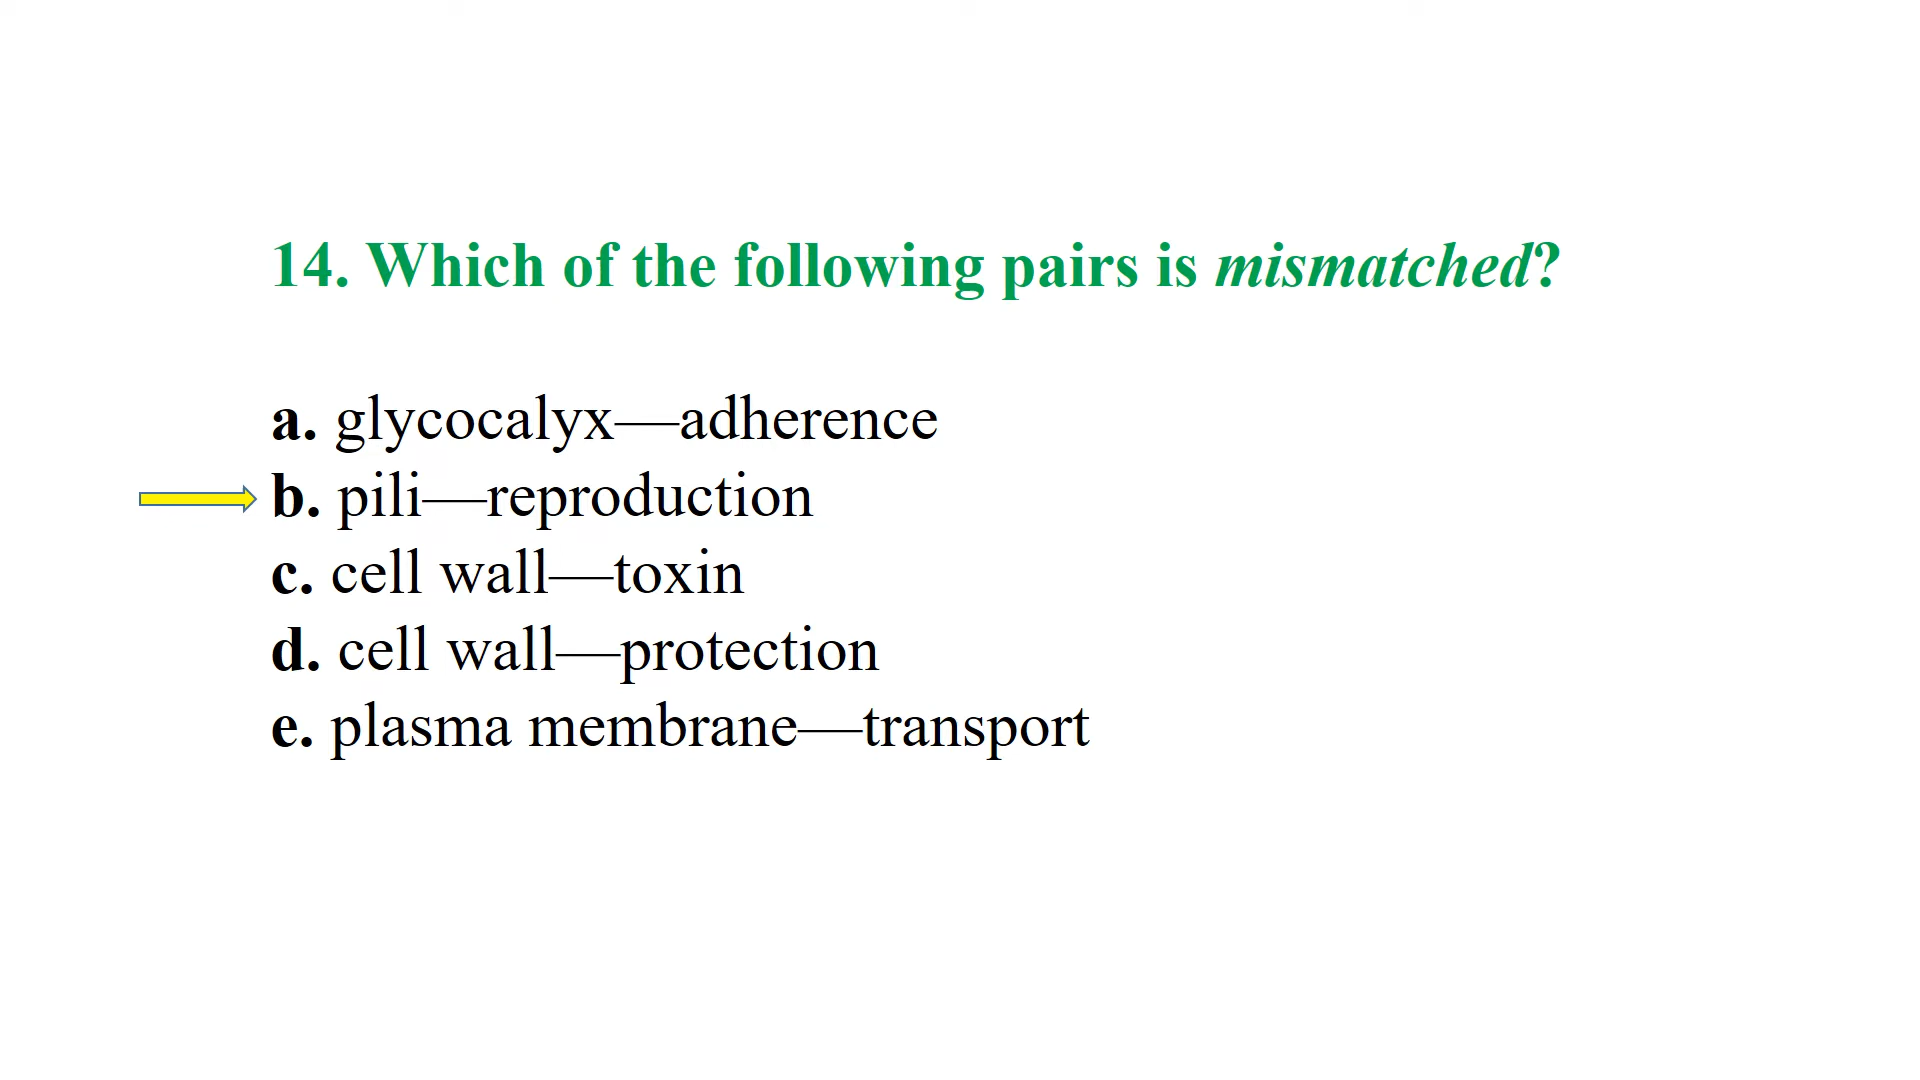 14. Which of the following pairs is mismatched?
a. glycocalyx—adherence
b. pili—reproduction
c. cell wall—toxin
d. cell wall—protection
e. plasma membrane—transport